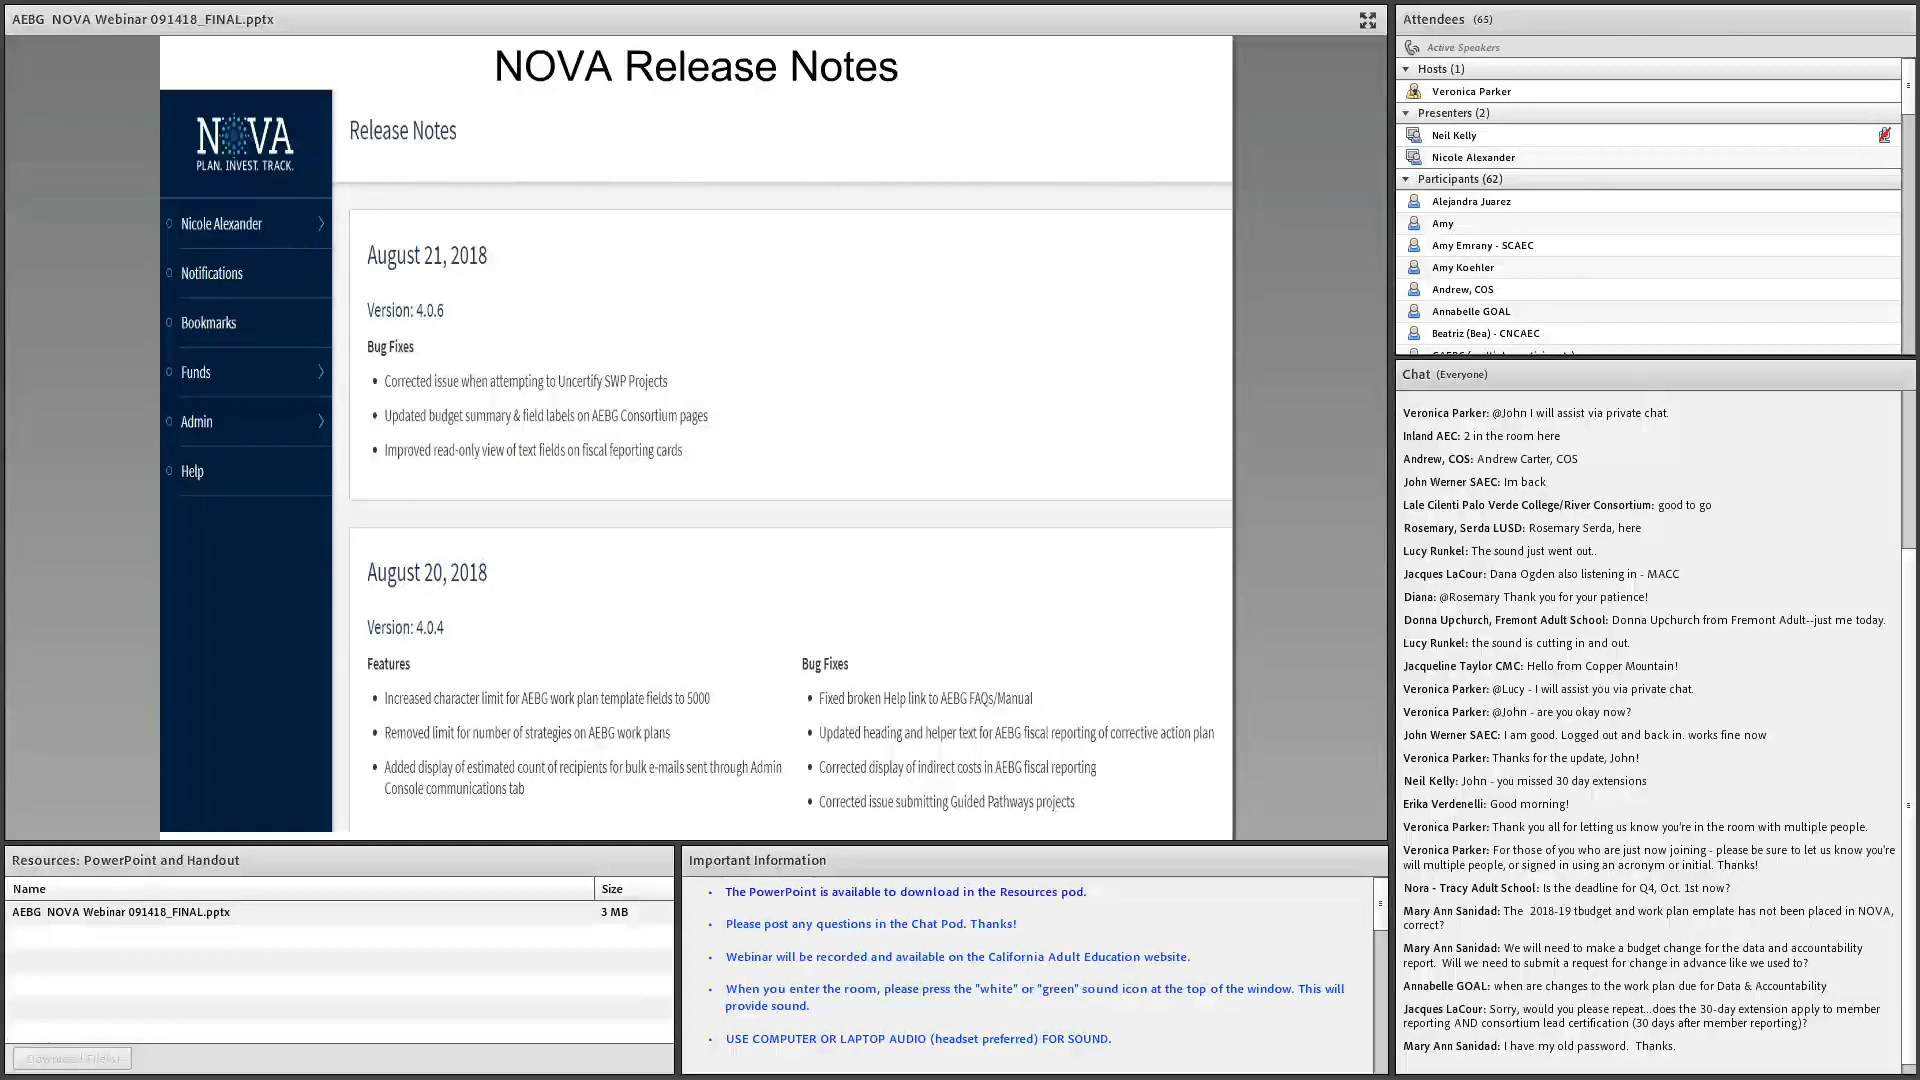 AEBG  NOVA Webinar 091418_FINAL.pptx
NOVA Release Notes
NOVA
PLAN. INVEST. TRACK.
Nicole Alexander
Notifications
Bookmarks
Funds
Admin
Help
Release Notes
August 21, 2018
Version: 4.0.6
Bug Fixes
• Corrected issue when attempting to Uncertify SWP Projects
• Updated budget summary & field labels on AEBG Consortium pages
• Improved read-only view of text fields on fiscal feporting cards
August 20, 2018
Version: 4.0.4
Features
• Increased character limit for AEBG work plan template fields to 5000
• Removed limit for number of strategies on AEBG work plans
• Added display of estimated count of recipients for bulk e-mails sent through Admin
Console communications tab
Bug Fixes
• Fixed broken Help link to AEBG FAQs/Manual
• Updated heading and helper text for AEBG fiscal reporting of corrective action plan
• Corrected display of indirect costs in AEBG fiscal reporting
• Corrected issue submitting Guided Pathways projects
Resources: PowerPoint and Handout
Name Size
AEBG  NOVA Webinar 091418_FINAL.pptx 3 MB
Download File(s)
Important Information
• The PowerPoint is available to download in the Resources pod.
• Please post any questions in the Chat Pod. Thanks!
• Webinar will be recorded and available on the California Adult Education website.
• When you enter the room, please press the "white" or "green" sound icon at the top of the window. This will
provide sound.
• USE COMPUTER OR LAPTOP AUDIO (headset preferred) FOR SOUND.
Attendees (65)
Active Speakers
Hosts (1)
Veronica Parker
Presenters (2)
Neil Kelly
Nicole Alexander
Participants (62)
Alejandra Juarez
Amy
Amy Emrany - SCAEC
Amy Koehler
Andrew, COS
Annabelle GOAL
Beatriz (Bea) - CNCAEC
Chat (Everyone)
Veronica Parker: @John I will assist via private chat.
Inland AEC: 2 in the room here
Andrew, COS: Andrew Carter, COS
John Werner SAEC: Im back
Lale Cilenti Palo Verde College/River Consortium: good to go
Rosemary, Serda LUSD: Rosemary Serda, here
Lucy Runkel: The sound just went out..
Jacques LaCour: Dana Ogden also listening in - MACC
Diana: @Rosemary Thank you for your patience!
Donna Upchurch, Fremont Adult School: Donna Upchurch from Fremont Adult--just me today.
Lucy Runkel: the sound is cutting in and out.
Jacqueline Taylor CMC: Hello from Copper Mountain!
Veronica Parker: @Lucy - I will assist you via private chat.
Veronica Parker: @John - are you okay now?
John Werner SAEC: I am good. Logged out and back in. works fine now
Veronica Parker: Thanks for the update, John!
Neil Kelly: John - you missed 30 day extensions
Erika Verdenelli: Good morning!
Veronica Parker: Thank you all for letting us know you're in the room with multiple people.
Veronica Parker: For those of you who are just now joining - please be sure to let us know you're
will multiple people, or signed in using an acronym or initial. Thanks!
Nora - Tracy Adult School: Is the deadline for Q4, Oct. 1st now?
Mary Ann Sanidad: The  2018-19 tbudget and work plan emplate has not been placed in NOVA,
correct?
Mary Ann Sanidad: We will need to make a budget change for the data and accountability
report.  Will we need to submit a request for change in advance like we used to?
Annabelle GOAL: when are changes to the work plan due for Data & Accountability
Jacques LaCour: Sorry, would you please repeat...does the 30-day extension apply to member
reporting AND consortium lead certification (30 days after member reporting)?
Mary Ann Sanidad: I have my old password.  Thanks.